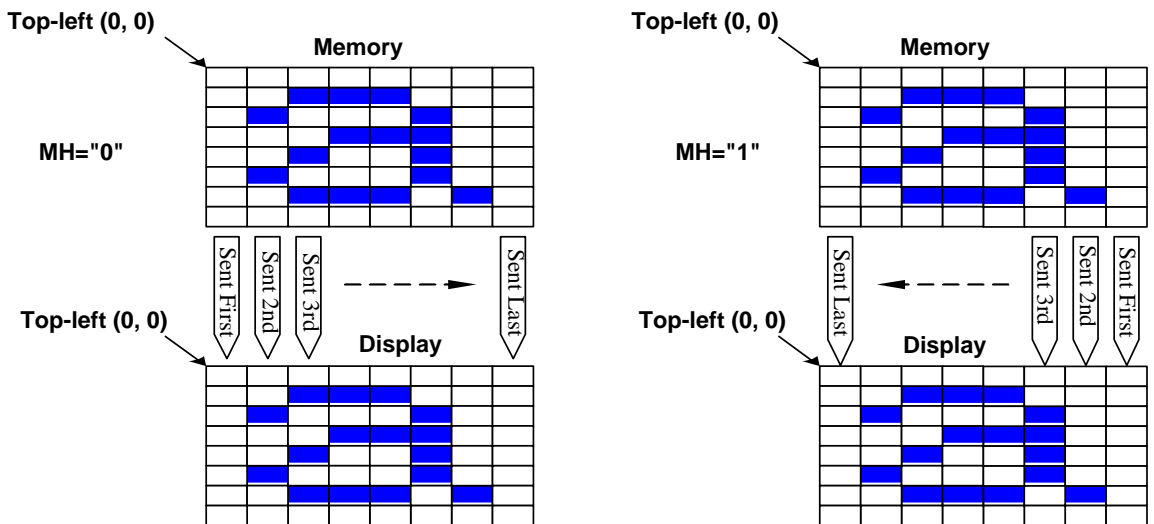 Top-left (0, 0)
Memory
MH="0"
Sent First
Sent 2nd
Sent 3rd
Sent Last
Top-left (0, 0)
Display
Top-left (0, 0)
Memory
MH="1"
Sent Last
Sent 3rd
Sent 2nd
Sent First
Top-left (0, 0)
Display